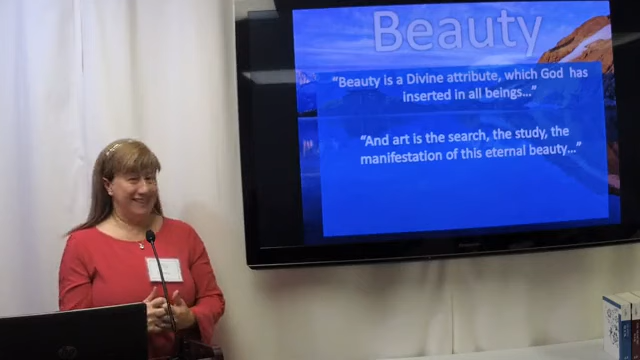 Beauty
“Beauty is a Divine attribute, which God has
inserted in all beings...”
“And art is the search, the study, the
manifestation of this eternal beauty...”